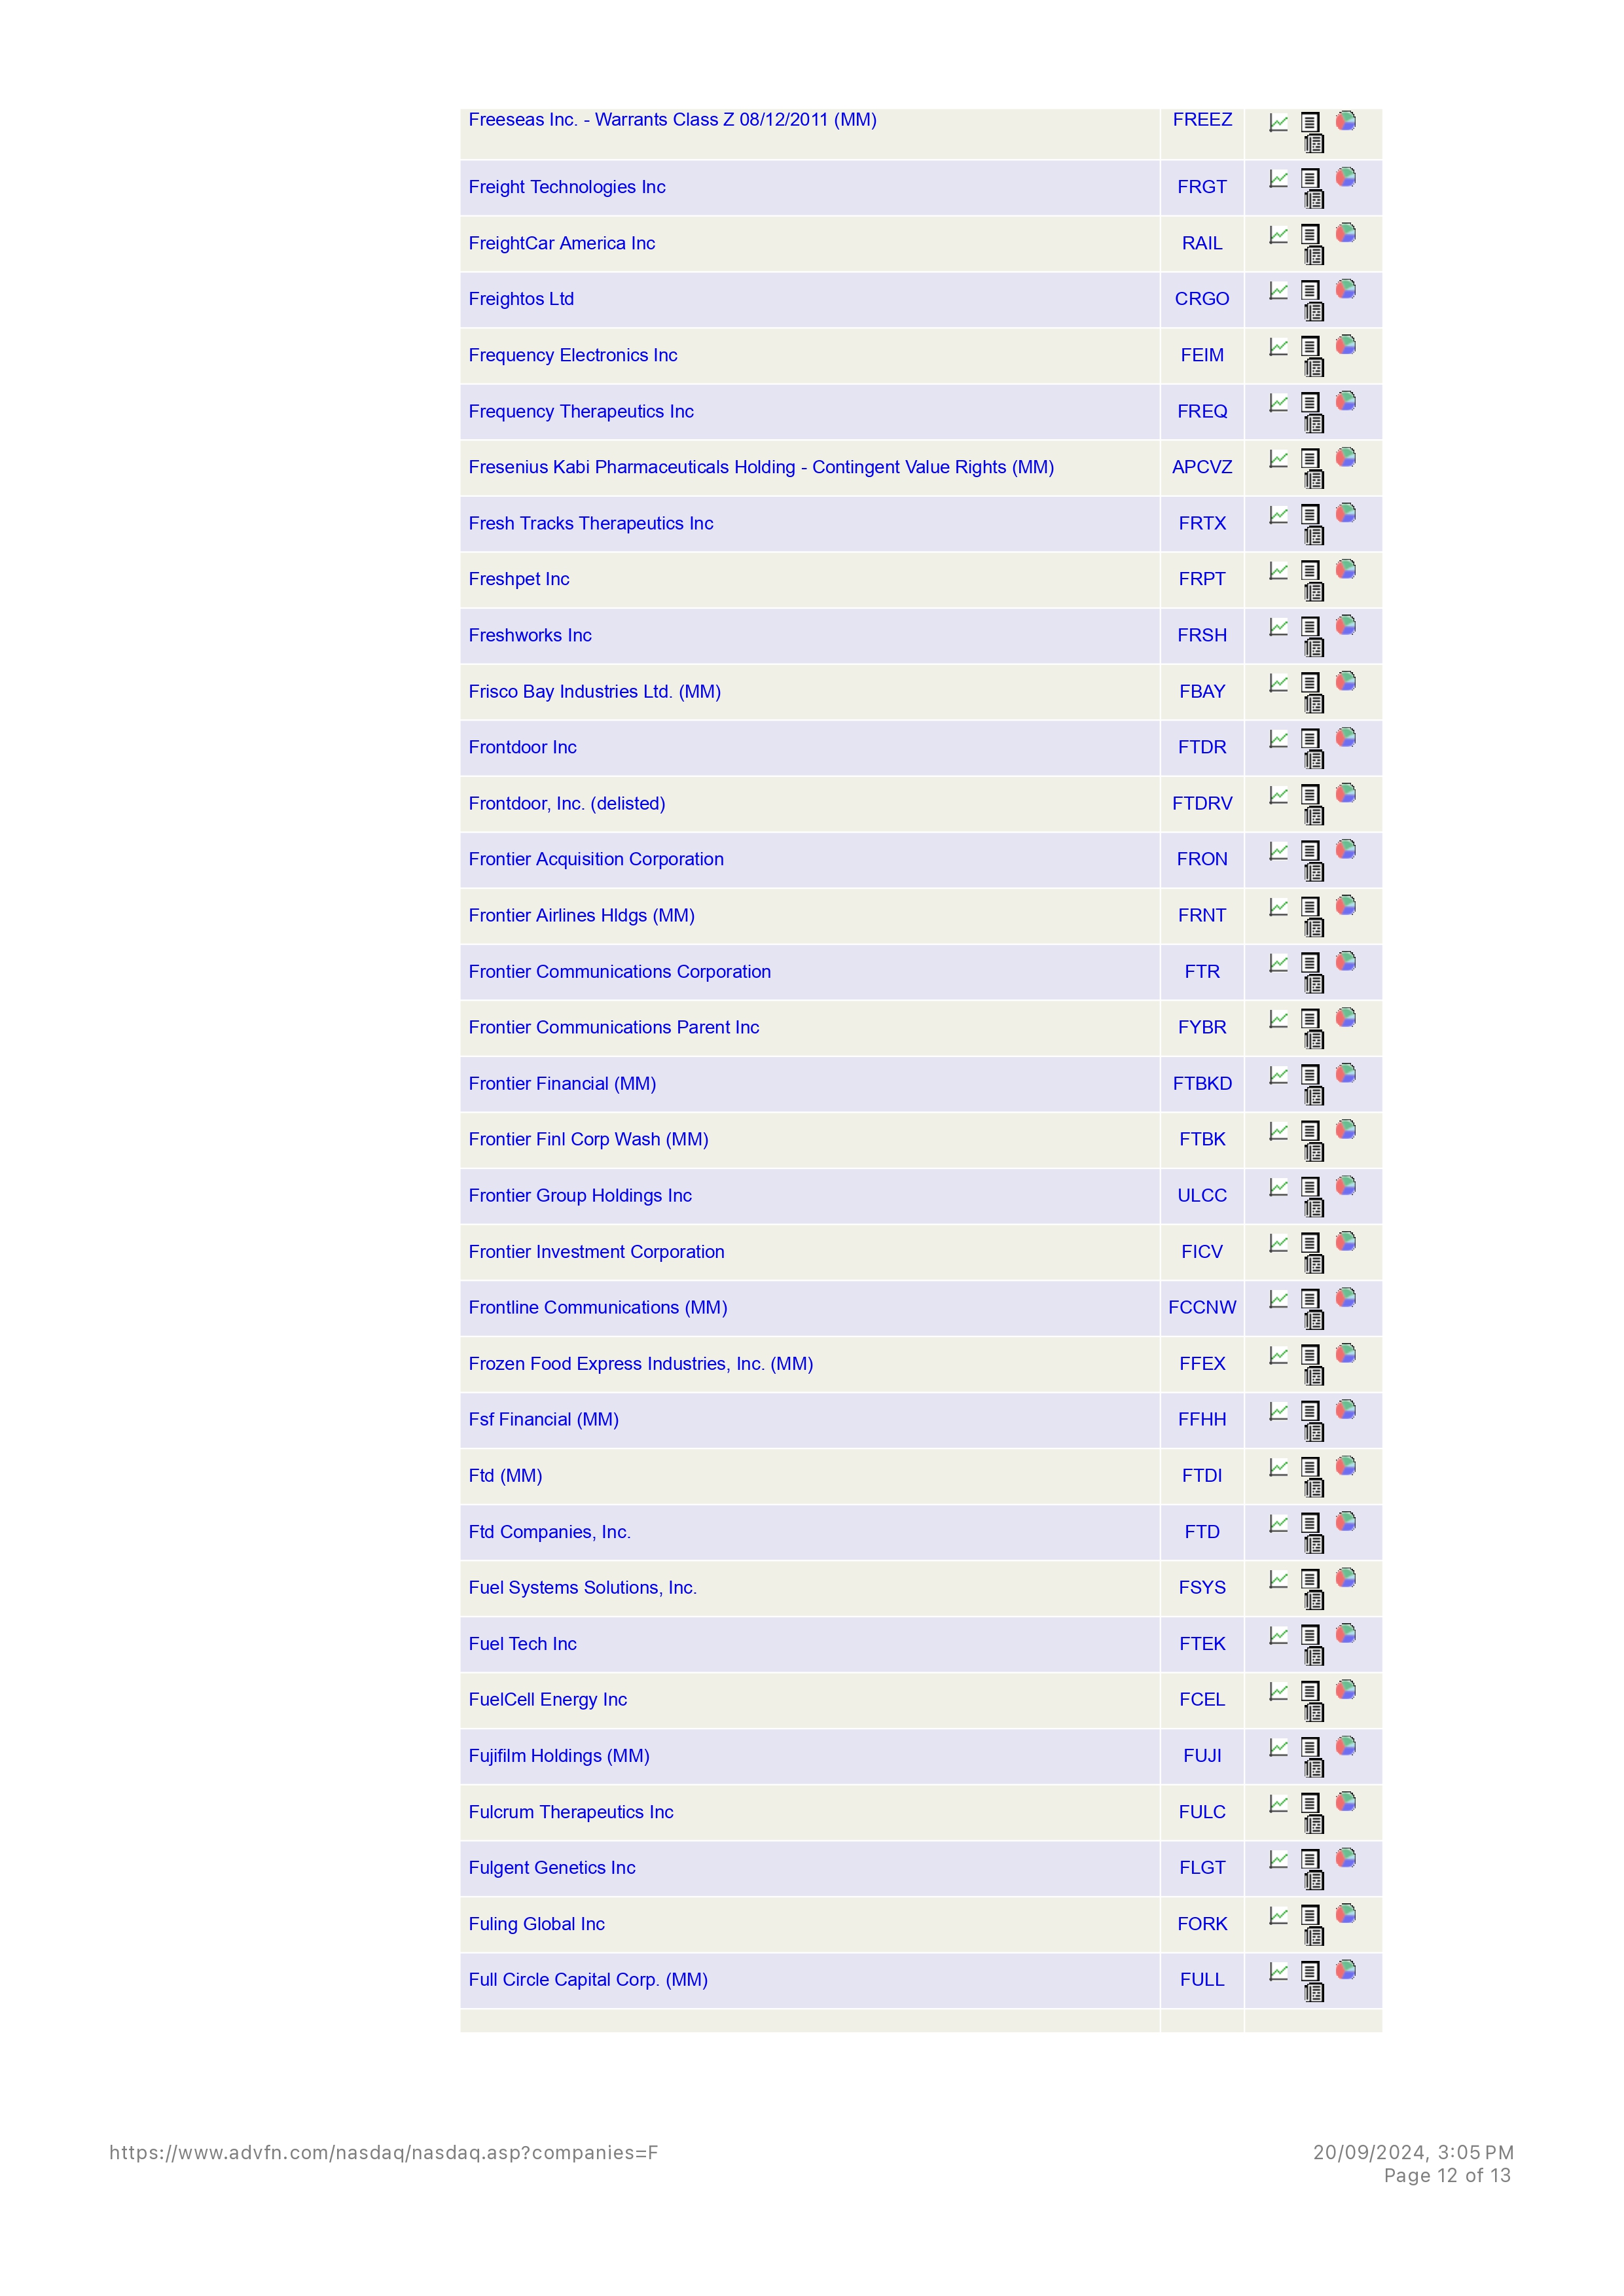 Freeseas Inc. - Warrants Class Z 08/12/2011 (MM) FREEZ
Freight Technologies Inc FRGT
FreightCar America Inc RAIL
Freightos Ltd CRGO
Frequency Electronics Inc FEIM
Frequency Therapeutics Inc FREQ
Fresenius Kabi Pharmaceuticals Holding - Contingent Value Rights (MM) APCVZ
Fresh Tracks Therapeutics Inc FRTX
Freshpet Inc FRPT
Freshworks Inc FRSH
Frisco Bay Industries Ltd. (MM) FBAY
Frontdoor Inc FTDR
Frontdoor, Inc. (delisted) FTDRV
Frontier Acquisition Corporation FRON
Frontier Airlines Hldgs (MM) FRNT
Frontier Communications Corporation FTR
Frontier Communications Parent Inc FYBR
Frontier Financial (MM) FTBKD
Frontier Finl Corp Wash (MM) FTBK
Frontier Group Holdings Inc ULCC
Frontier Investment Corporation FICV
Frontline Communications (MM) FCCNW
Frozen Food Express Industries, Inc. (MM) FFEX
Fsf Financial (MM) FFHH
Ftd (MM) FTDI
Ftd Companies, Inc. FTD
Fuel Systems Solutions, Inc. FSYS
Fuel Tech Inc FTEK
FuelCell Energy Inc FCEL
Fujifilm Holdings (MM) FUJI
Fulcrum Therapeutics Inc FULC
Fulgent Genetics Inc FLGT
Fuling Global Inc FORK
Full Circle Capital Corp. (MM) FULL
https://www.advfn.com/nasdaq/nasdaq.asp?companies=F 20/09/2024, 3:05 PM
Page 12 of 13